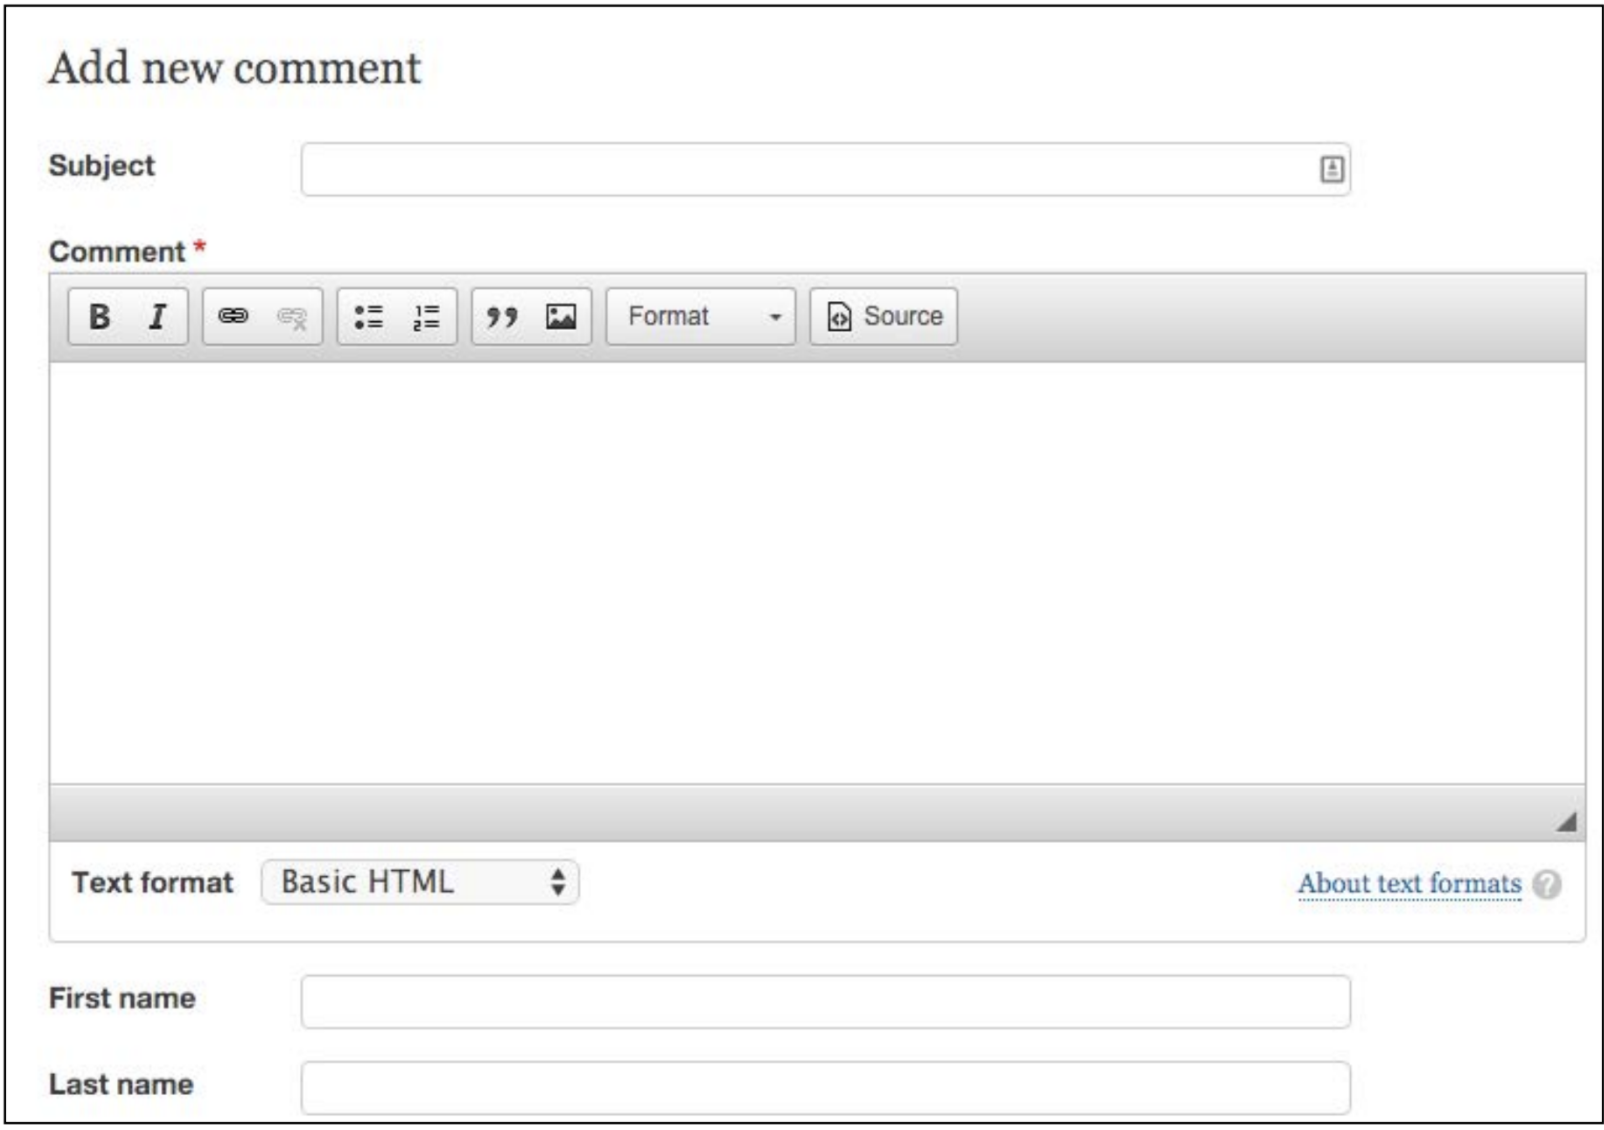 Add new comment
Subject
Comment *
B I Format Source
Text format Basic HTML About text formats ?
First name
Last name